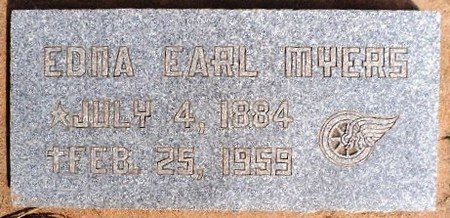 EDNA EARL MYERS
★JULY 4, 1884
✝FEB. 25, 1959